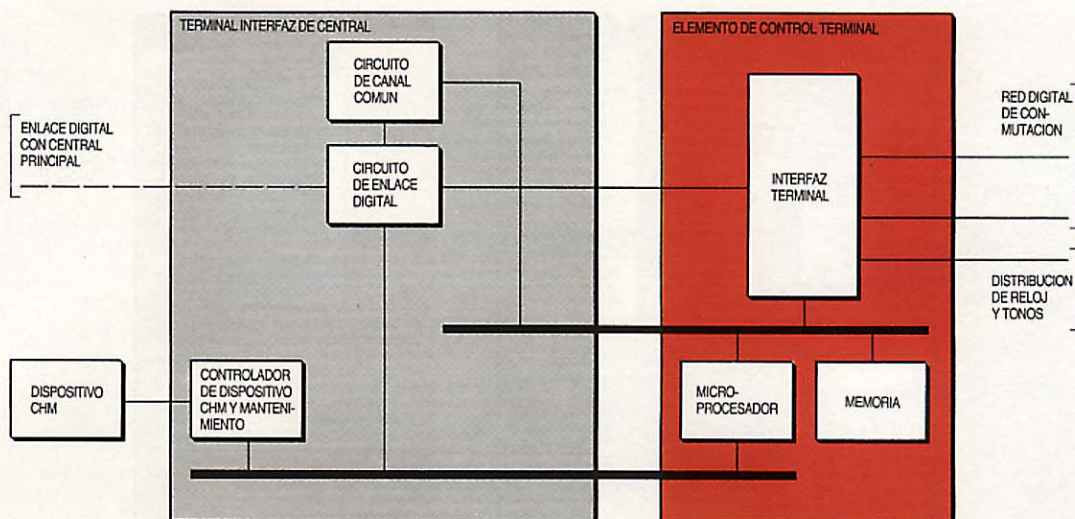 TERMINAL INTERFAZ DE CENTRAL
ELEMENTO DE CONTROL TERMINAL
CIRCUITO
DE CANAL
COMUN
ENLACE DIGITAL
CON CENTRAL
PRINCIPAL
CIRCUITO
DE ENLACE
DIGITAL
INTERFAZ
TERMINAL
RED DIGITAL
DE CON-
MUTACION
DISTRIBUCION
DE RELOJ
Y TONOS
DISPOSITIVO
CHM
CONTROLADOR
DE DISPOSITIVO
CHM Y MANTENI-
MIENTO
MICRO-
PROCESADOR
MEMORIA